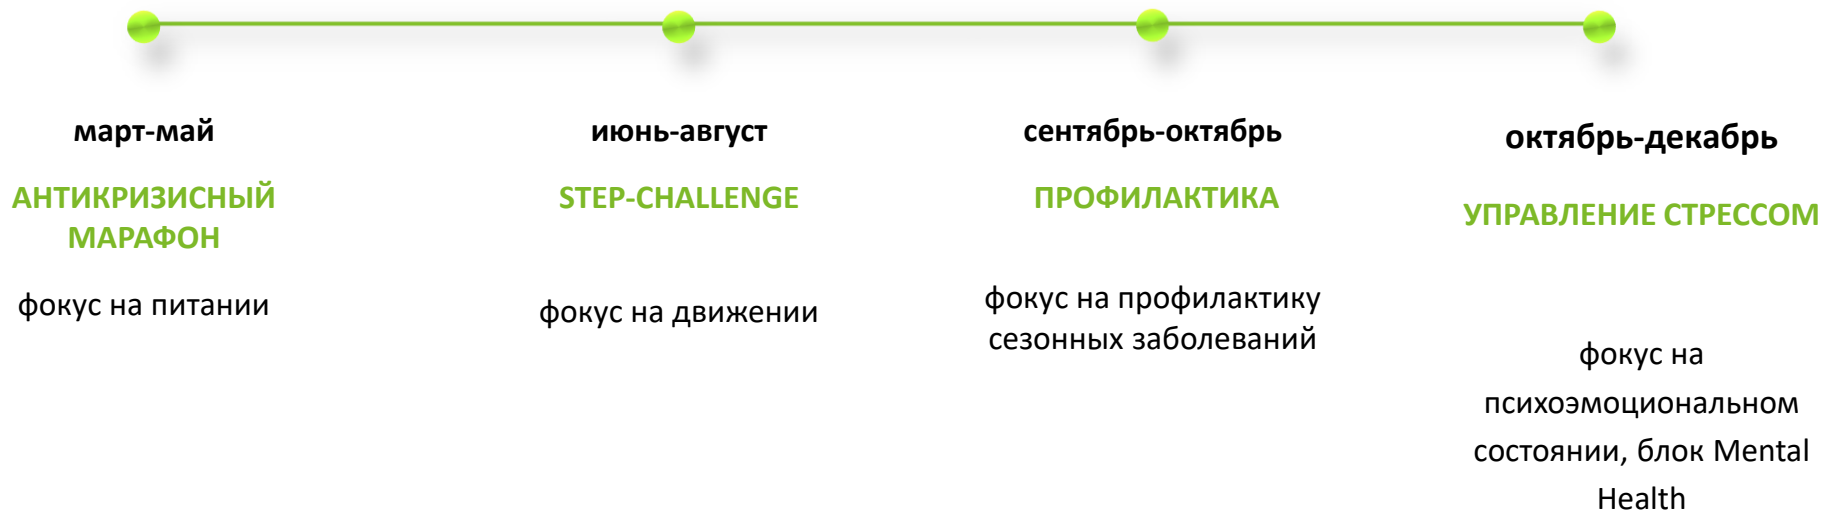 март-май
АНТИКРИЗИСНЫЙ
МАРАФОН
фокус на питании
июнь-август
STEP-CHALLENGE
фокус на движении
сентябрь-октябрь
ПРОФИЛАКТИКА
фокус на профилактику
сезонных заболеваний
октябрь-декабрь
УПРАВЛЕНИЕ СТРЕССОМ
фокус на
психоэмоциональном
состоянии, блок Mental
Health